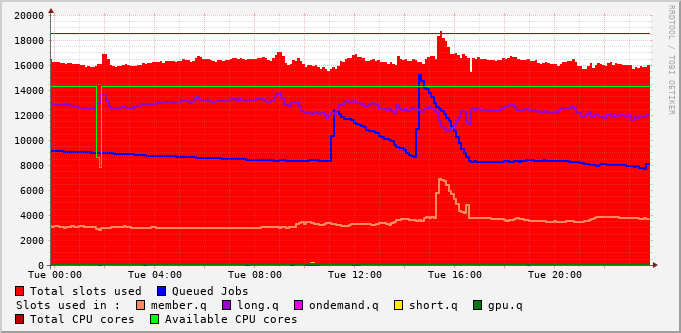 20000
18000
16000
14000
12000
10000
8000
6000
4000
2000
0
Tue 00:00 Tue 04:00 Tue 08:00 Tue 12:00 Tue 16:00 Tue 20:00
Total slots used Queued Jobs
Slots used in : member.q long.q ondemand.q short.q gpu.q
Total CPU cores Available CPU cores
RRDTOOL / TOBI OETIKER